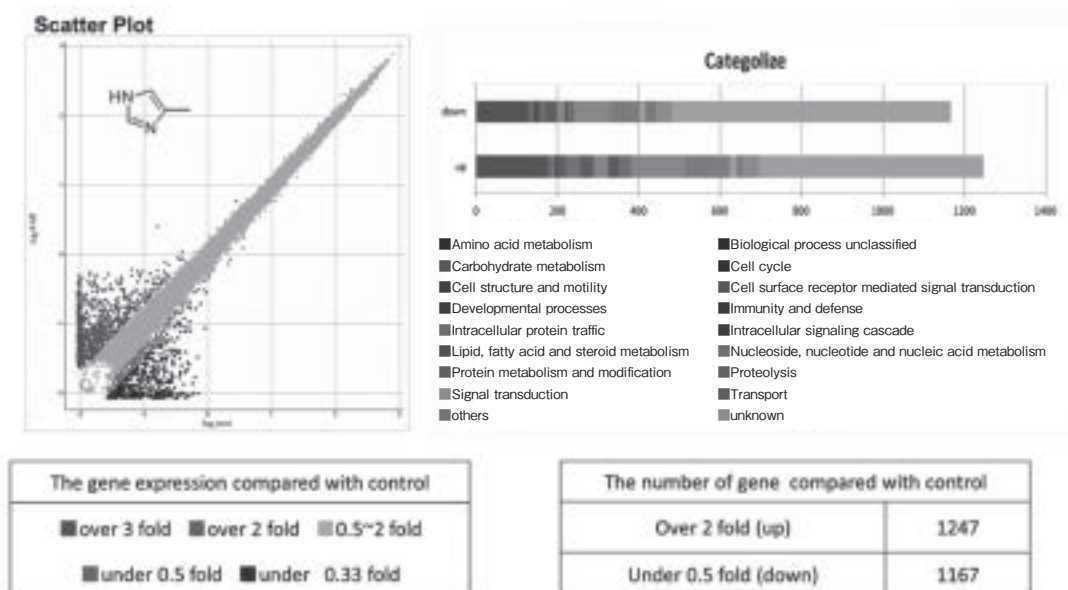 Scatter Plot
HN
N
Categolize
down
up
0 200 400 600 800 1000 1200 1400
Amino acid metabolism
Biological process unclassified
Carbohydrate metabolism
Cell cycle
Cell structure and motility
Cell surface receptor mediated signal transduction
Developmental processes
Immunity and defense
Intracellular protein traffic
Intracellular signaling cascade
Lipid, fatty acid and steroid metabolism
Nucleoside, nucleotide and nucleic acid metabolism
Protein metabolism and modification
Proteolysis
Signal transduction
Transport
others
unknown
The gene expression compared with control
over 3 fold over 2 fold 0.5~2 fold
under 0.5 fold under 0.33 fold
The number of gene compared with control
Over 2 fold (up) 1247
Under 0.5 fold (down) 1167